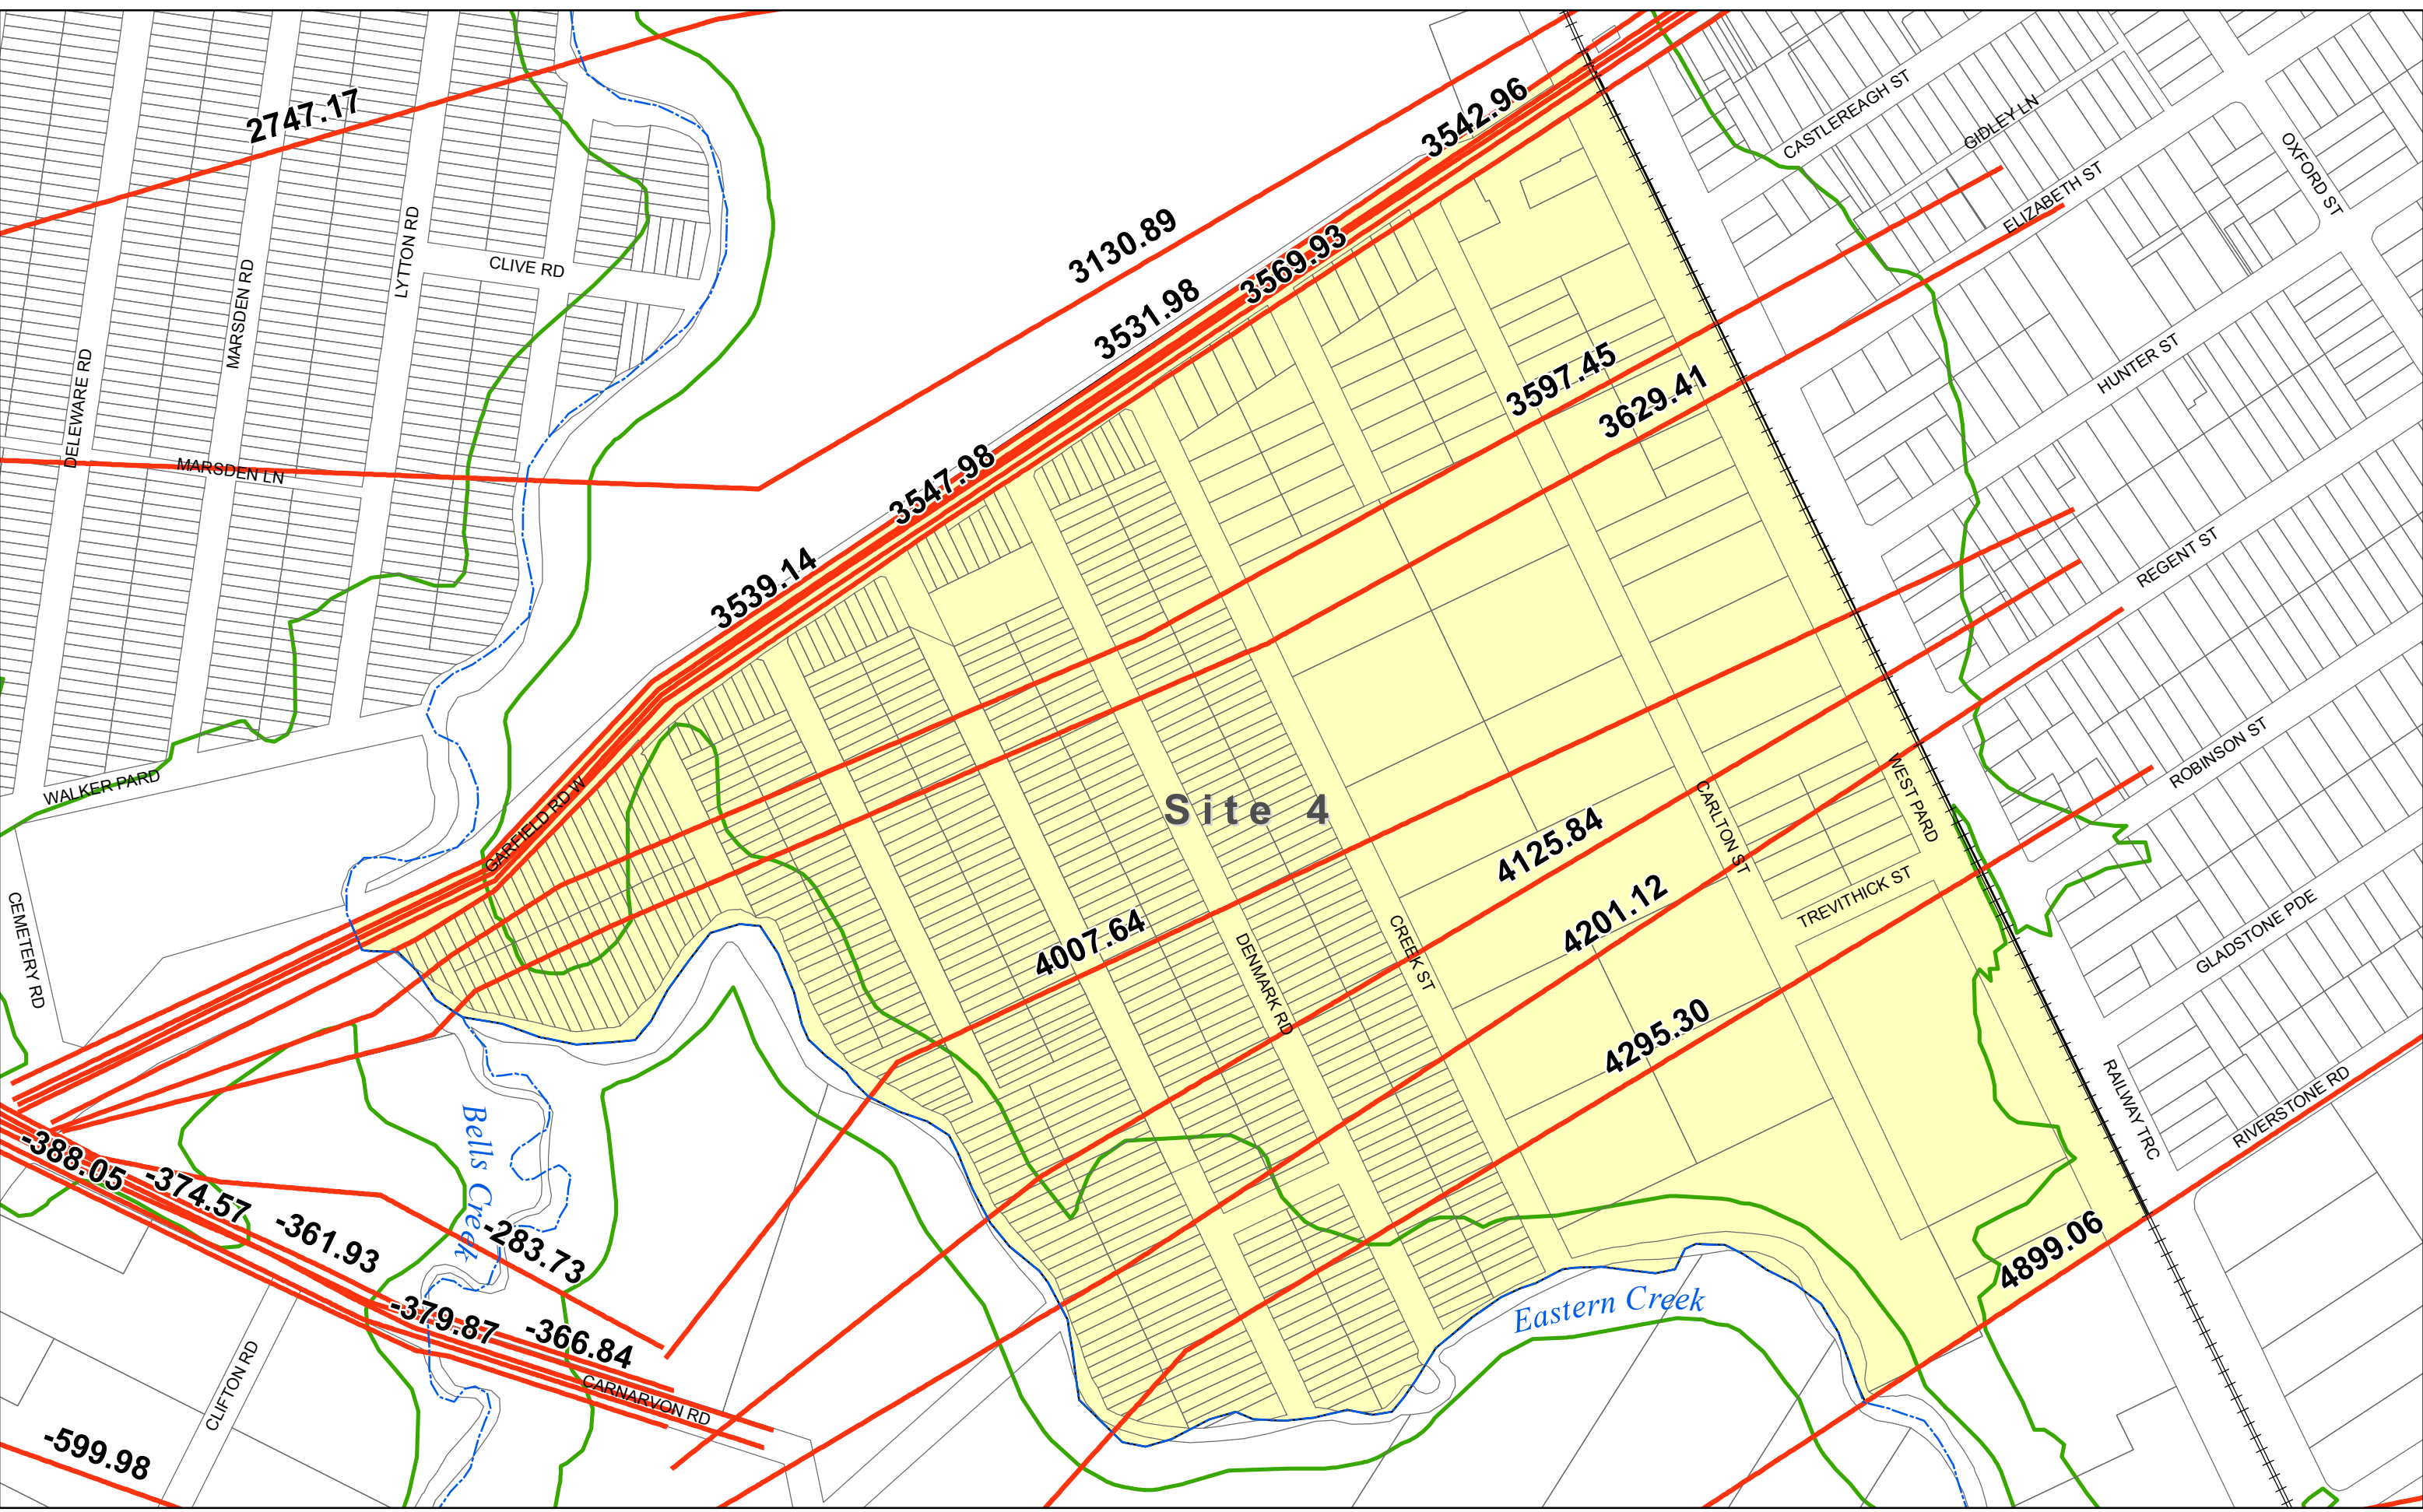 2747.17
3542.96
CASTLEREAGH ST
GIDLEY LN
OXFORD ST
ELIZABETH ST
LYTTON RD
MARSDEN RD
CLIVE RD
3130.89
3531.98
3569.93
DELEWARE RD
MARSDEN LN
3597.45
3629.41
HUNTER ST
3547.98
3539.14
REGENT ST
WALKER PARD
GARFIELD RD W
Site 4
WEST PARD
ROBINSON ST
CARLTON ST
4125.84
CEMETERY RD
4007.64
DENMARK RD
CREEK ST
4201.12
TREVITHICK ST
GLADSTONE PDE
4295.30
RAILWAY TRC
RIVERSTONE RD
Bells Creek
-388.05
-374.57
-361.93
-283.73
4899.06
-379.87
-366.84
Eastern Creek
CARNARVON RD
CLIFTON RD
-599.98